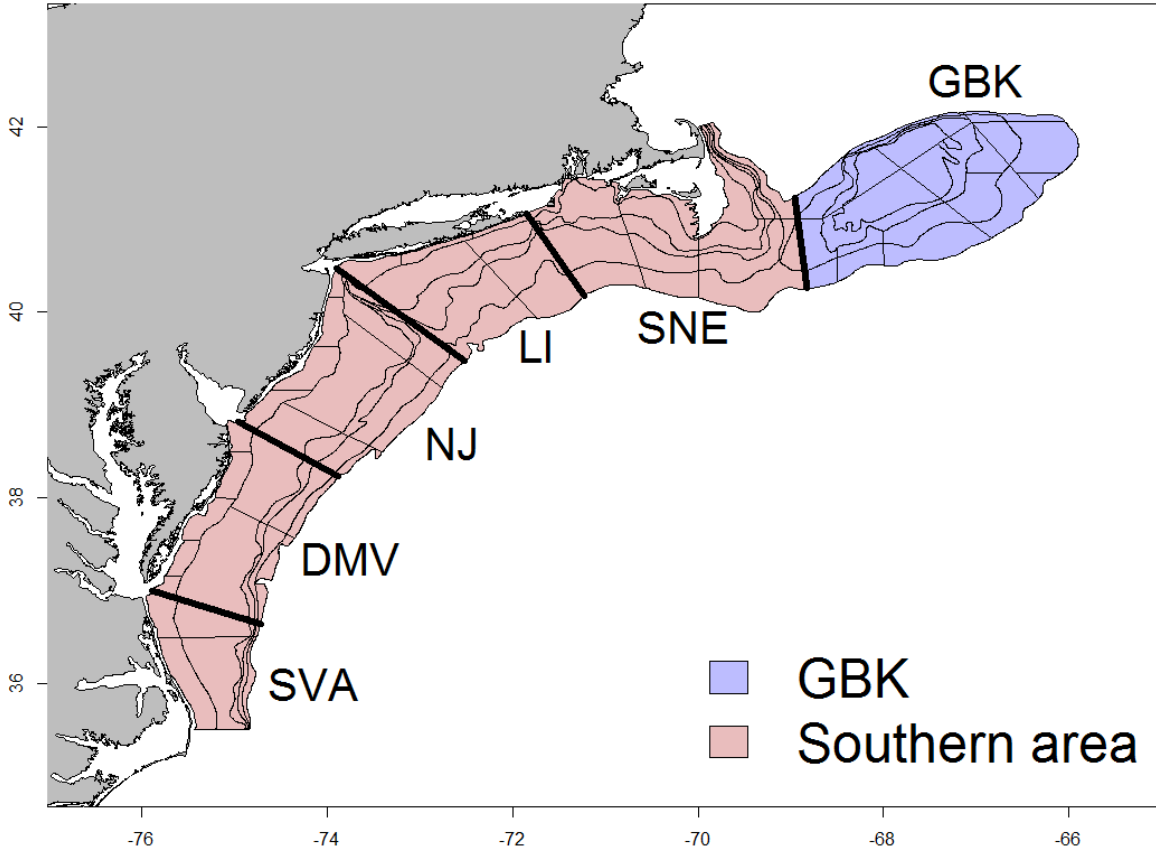 GBK
42
40
38
36
SNE
LI
NJ
DMV
SVA
GBK
Southern area
-76
-74
-72
-70
-68
-66